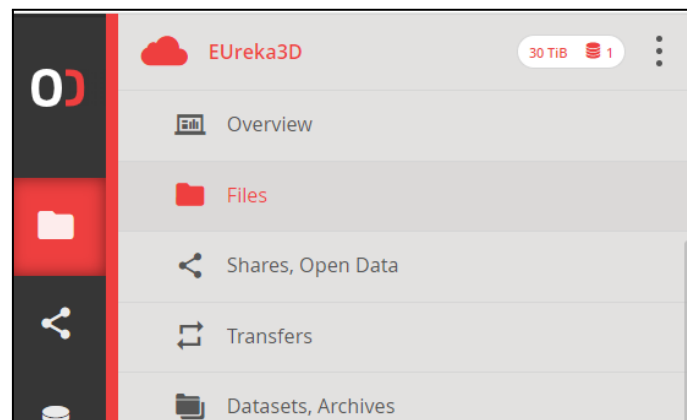 EUreka3D
30 TiB 1
Overview
Files
Shares, Open Data
Transfers
Datasets, Archives